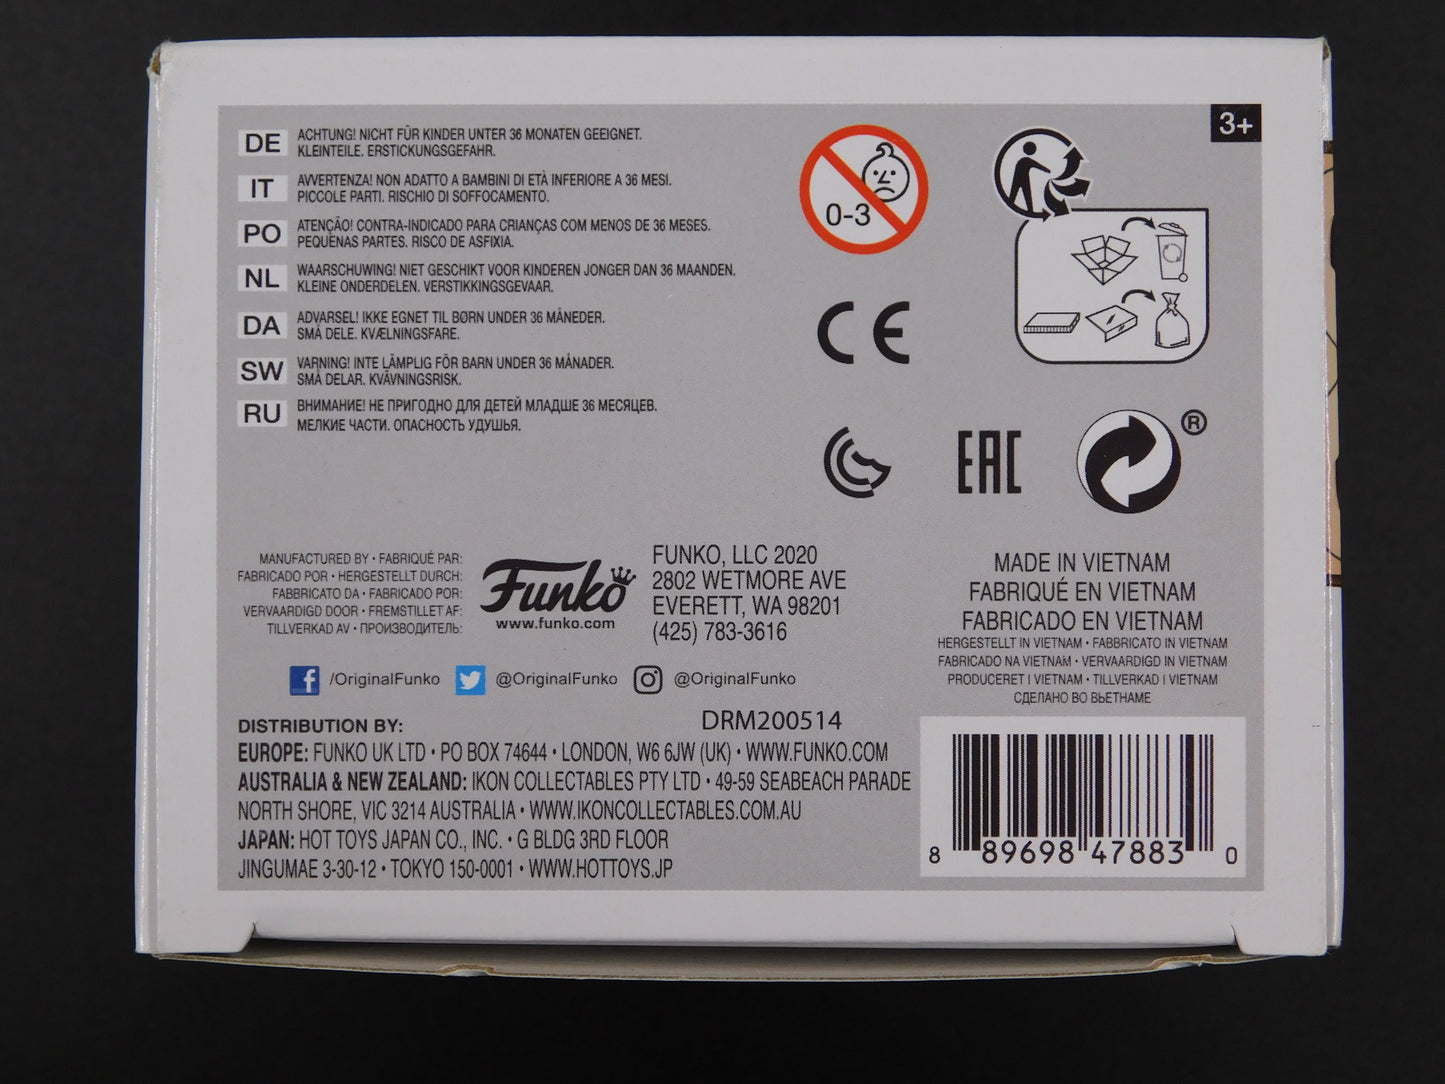 3+
DE
ACHTUNG! NICHT FÜR KINDER UNTER 36 MONATEN GEEIGNET.
KLEINTEILE. ERSTICKUNGSGEFAHR.
IT
AVVERTENZA! NON ADATTO A BAMBINI DI ETÀ INFERIORE A 36 MESI.
PICCOLE PARTI. RISCHIO DI SOFFOCAMENTO.
PO
ATENÇÃO! CONTRA-INDICADO PARA CRIANÇAS COM MENOS DE 36 MESES.
PEQUENAS PARTES. RISCO DE ASFIXIA.
NL
WAARSCHUWING! NIET GESCHIKT VOOR KINDEREN JONGER DAN 36 MAANDEN.
KLEINE ONDERDELEN. VERSTIKKINGSGEVAAR.
DA
ADVARSEL! IKKE EGNET TIL BØRN UNDER 36 MÅNEDER.
SMÅ DELE. KVÆLNINGSFARE.
SW
VARNING! INTE LÄMPLIG FÖR BARN UNDER 36 MÅNADER.
SMÅ DELAR. KVÄVNINGSRISK.
RU
ВНИМАНИЕ! НЕ ПРИГОДНО ДЛЯ ДЕТЕЙ МЛАДШЕ 36 МЕСЯЦЕВ.
МЕЛКИЕ ЧАСТИ. ОПАСНОСТЬ УДУШЬЯ.
0-3
CE
EAC
®
MANUFACTURED BY • FABRIQUÉ PAR:
FABRICADO POR • HERGESTELLT DURCH:
FABBRICATO DA • FABRICADO POR:
VERVAARDIGD DOOR • FREMSTILLET AF:
TILLVERKAD AV • ПРОИЗВОДИТЕЛЬ:
Funko
www.funko.com
FUNKO, LLC 2020
2802 WETMORE AVE
EVERETT, WA 98201
(425) 783-3616
MADE IN VIETNAM
FABRIQUÉ EN VIETNAM
FABRICADO EN VIETNAM
HERGESTELLT IN VIETNAM • FABBRICATO IN VIETNAM
FABRICADO NA VIETNAM • VERVAARDIGD IN VIETNAM
PRODUCERET I VIETNAM • TILLVERKAD I VIETNAM
СДЕЛАНО ВО ВЬЕТНАМЕ
f /OriginalFunko @OriginalFunko @OriginalFunko
DRM200514
DISTRIBUTION BY:
EUROPE: FUNKO UK LTD • PO BOX 74644 • LONDON, W6 6JW (UK) • WWW.FUNKO.COM
AUSTRALIA & NEW ZEALAND: IKON COLLECTABLES PTY LTD • 49-59 SEABEACH PARADE
NORTH SHORE, VIC 3214 AUSTRALIA • WWW.IKONCOLLECTABLES.COM.AU
JAPAN: HOT TOYS JAPAN CO., INC. • G BLDG 3RD FLOOR
JINGUMAE 3-30-12 • TOKYO 150-0001 • WWW.HOTTOYS.JP
8 89698 47883 0